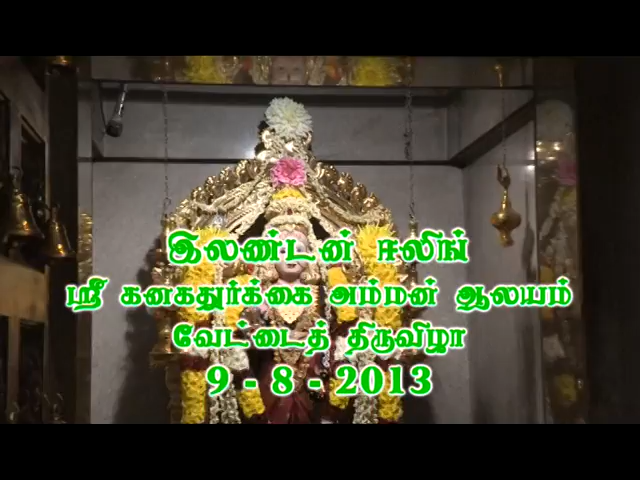 இலண்டன் ஈலிங்
ஸ்ரீ கனகதுர்க்கை அம்மன் ஆலயம்
வேட்டைத் திருவிழா
9 - 8 - 2013